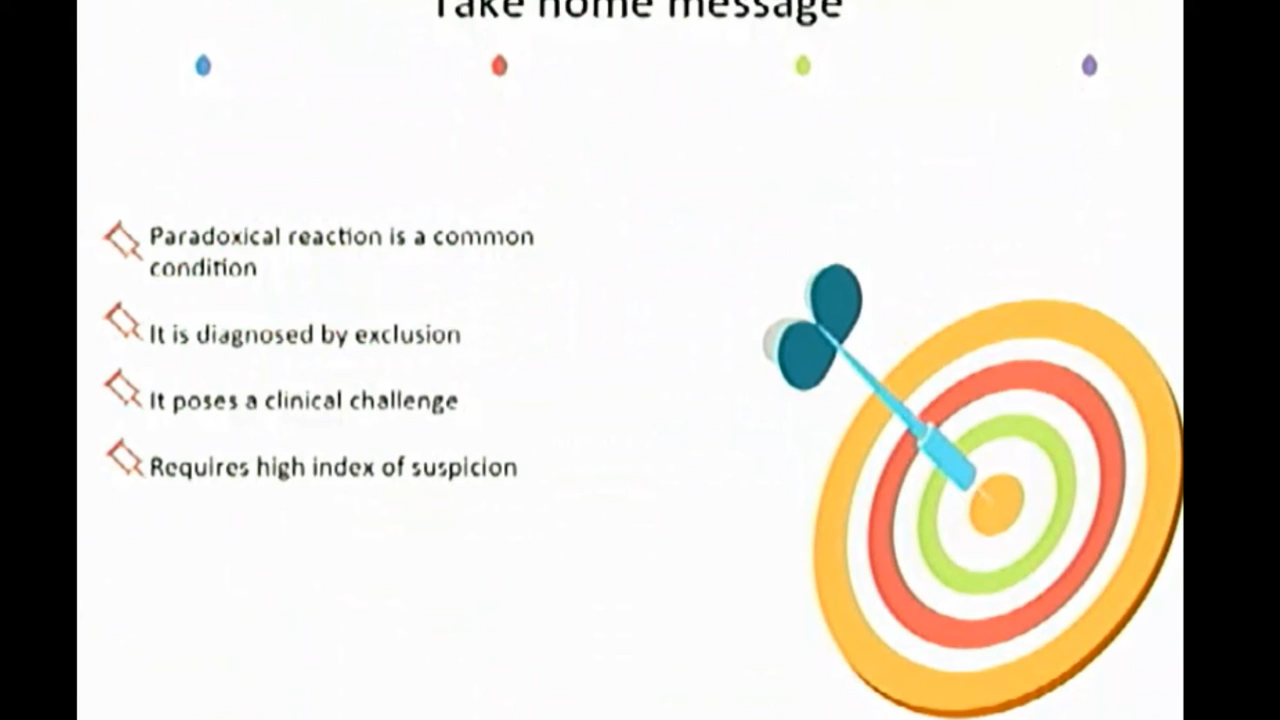 Take home message
Paradoxical reaction is a common
condition
It is diagnosed by exclusion
It poses a clinical challenge
Requires high index of suspicion